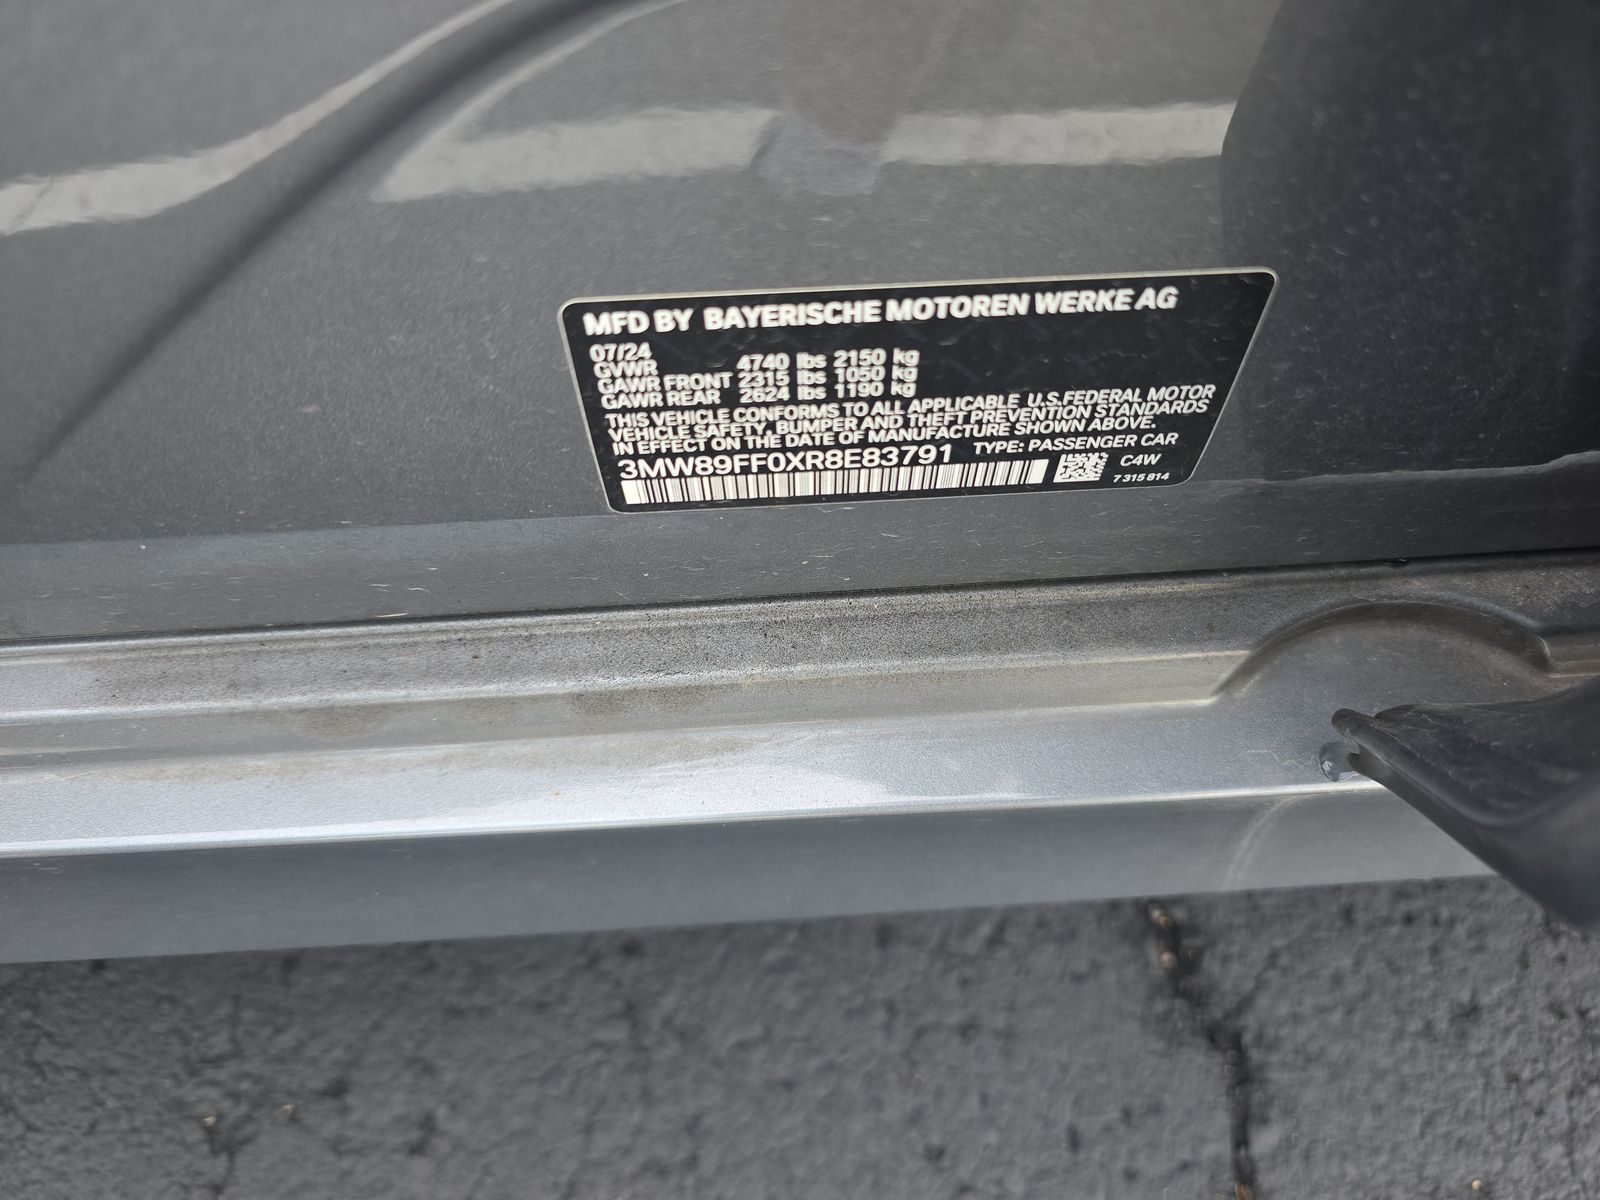 MFD BY BAYERISCHE MOTOREN WERKE AG
07/24
GVWR 4740 lbs 2150 kg
GAWR FRONT 2315 lbs 1050 kg
GAWR REAR 2624 lbs 1190 kg
THIS VEHICLE CONFORMS TO ALL APPLICABLE U.S.FEDERAL MOTOR
VEHICLE SAFETY, BUMPER AND THEFT PREVENTION STANDARDS
IN EFFECT ON THE DATE OF MANUFACTURE SHOWN ABOVE.
3MW89FF0XR8E83791 TYPE: PASSENGER CAR
C4W
7 315 814